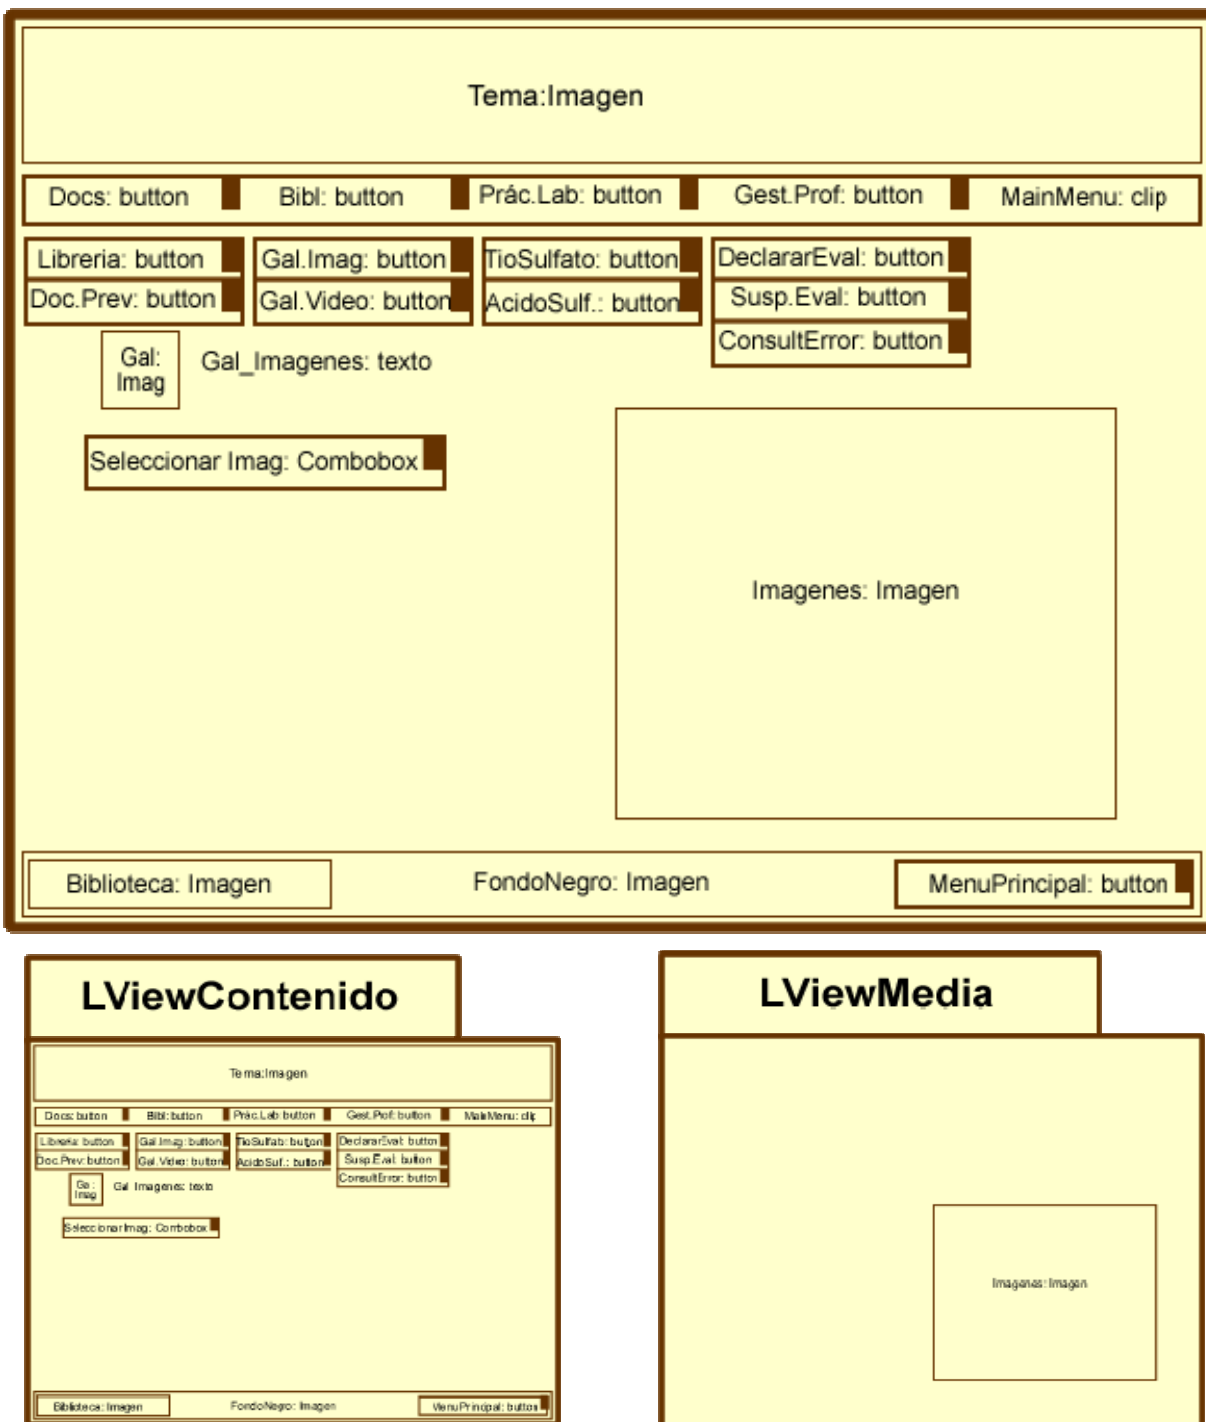 Tema:Imagen
Docs: button Bibl: button Prác.Lab: button Gest.Prof: button MainMenu: clip
Libreria: button Gal.Imag: button TioSulfato: button DeclararEval: button
Doc.Prev: button Gal.Video: button AcidoSulf.: button Susp.Eval: button
ConsultError: button
Gal:
Imag
Gal_Imagenes: texto
Seleccionar Imag: Combobox
Imagenes: Imagen
Biblioteca: Imagen FondoNegro: Imagen MenuPrincipal: button
LViewContenido
Tema:Imagen
Docs: button Bibl: button Prác.Lab: button Gest.Prof: button MainMenu: clip
Libreria: button Gal.Imag: button TioSulfato: button DeclararEval: button
Doc.Prev: button Gal.Video: button AcidoSulf.: button Susp.Eval: button
ConsultError: button
Gal:
Imag
Gal_Imagenes: texto
Seleccionar Imag: Combobox
Biblioteca: Imagen FondoNegro: Imagen MenuPrincipal: button
LViewMedia
Imagenes: Imagen